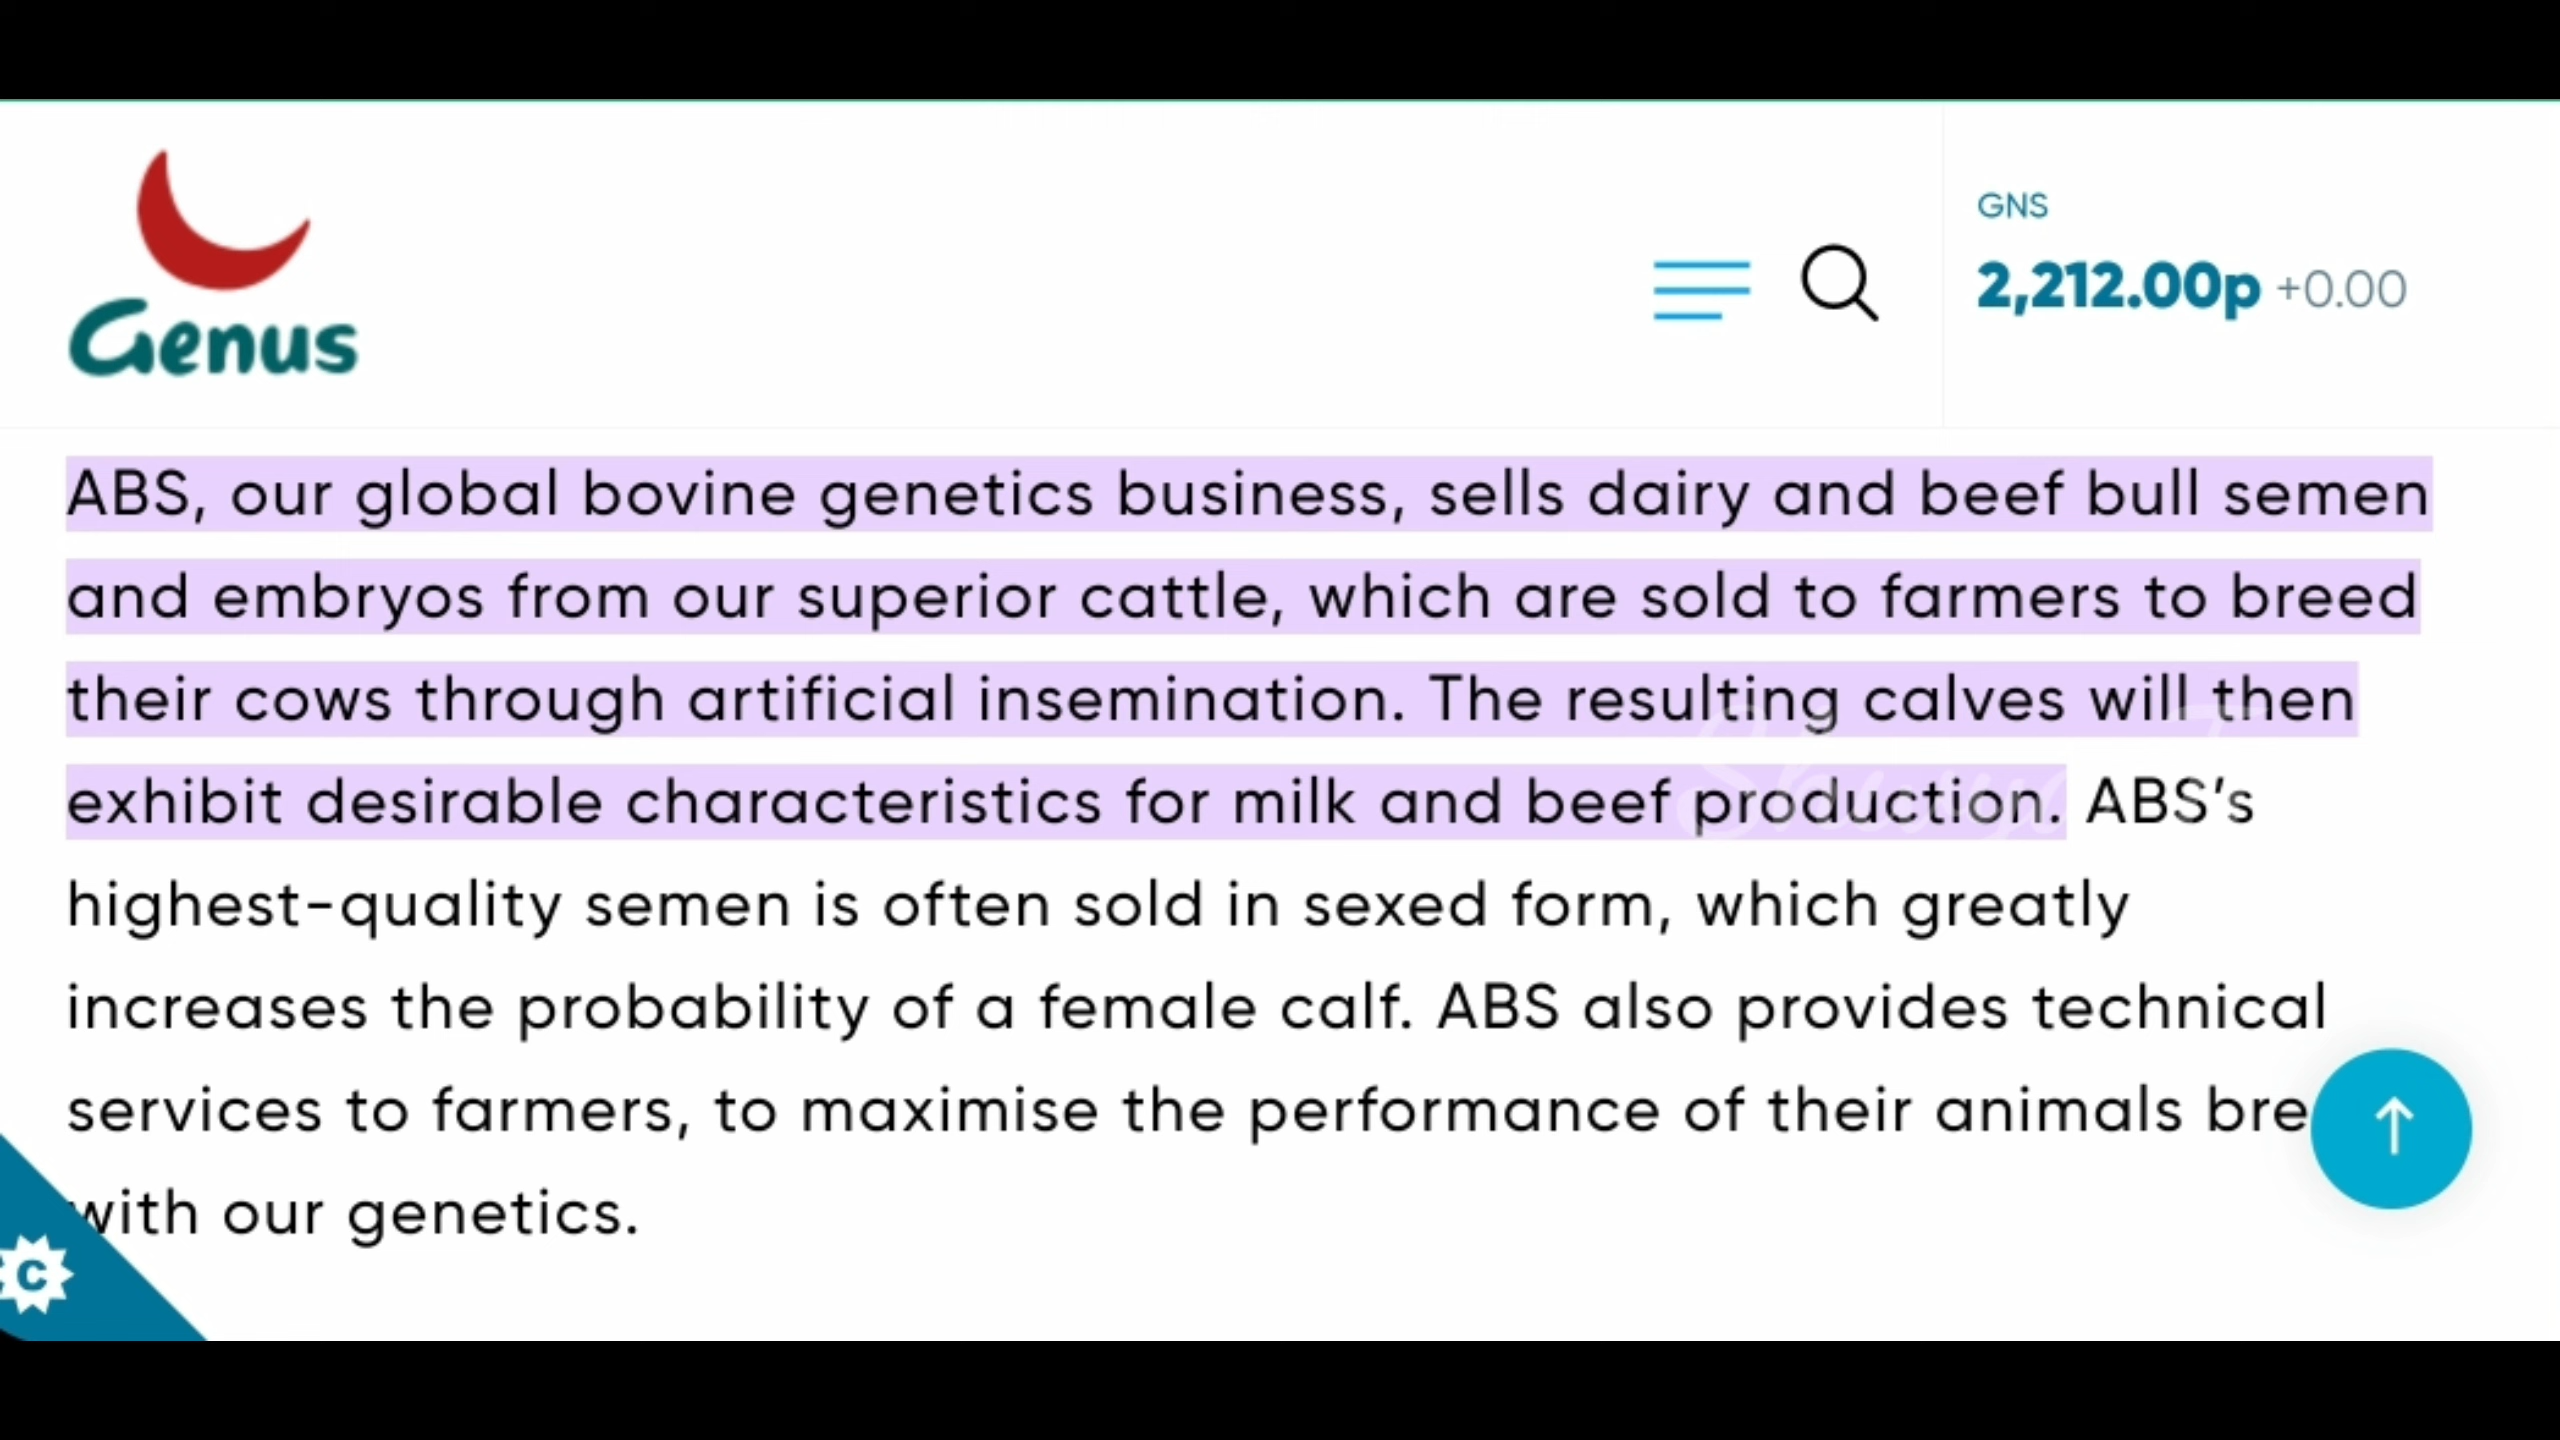 Genus
GNS
2,212.00p +0.00
ABS, our global bovine genetics business, sells dairy and beef bull semen
and embryos from our superior cattle, which are sold to farmers to breed
their cows through artificial insemination. The resulting calves will then
exhibit desirable characteristics for milk and beef production. ABS's
highest-quality semen is often sold in sexed form, which greatly
increases the probability of a female calf. ABS also provides technical
services to farmers, to maximise the performance of their animals bre
with our genetics.
C